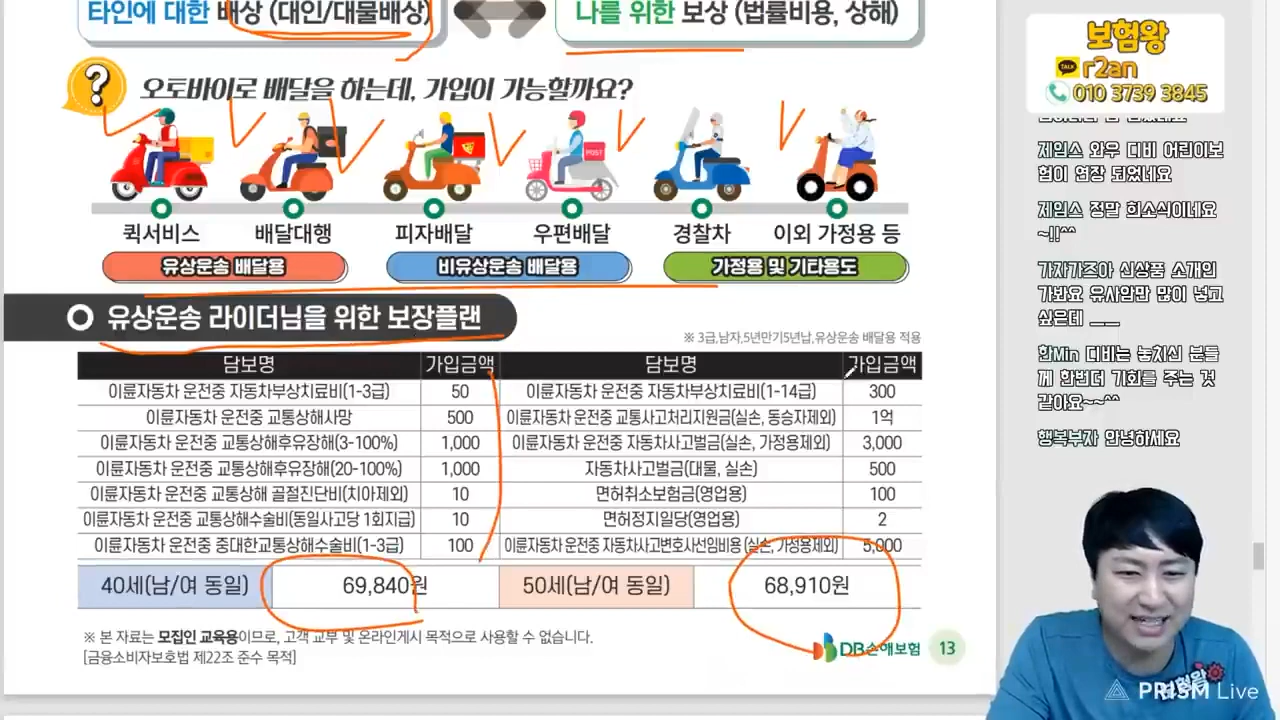 타인에 대한 배상 (대인/대물배상)
나를 위한 보상 (법률비용, 상해)
?
오토바이로 배달을 하는데, 가입이 가능할까요?
POST
퀵서비스 배달대행 피자배달 우편배달 경찰차 이외 가정용 등
유상운송 배달용 비유상운송 배달용 가정용 및 기타용도
유상운송 라이더님을 위한 보장플랜
※ 3급,남자,5년만기5년납,유상운송 배달용 적용
담보명 가입금액 담보명 가입금액
이륜자동차 운전중 자동차부상치료비(1-3급) 50 이륜자동차 운전중 자동차부상치료비(1-14급) 300
이륜자동차 운전중 교통상해사망 500 이륜자동차 운전중 교통사고처리지원금(실손, 동승자제외) 1억
이륜자동차 운전중 교통상해후유장해(3-100%) 1,000 이륜자동차 운전중 자동차사고벌금(실손, 가정용제외) 3,000
이륜자동차 운전중 교통상해후유장해(20-100%) 1,000 자동차사고벌금(대물, 실손) 500
이륜자동차 운전중 교통상해 골절진단비(치아제외) 10 면허취소보험금(영업용) 100
이륜자동차 운전중 교통상해수술비(동일사고당 1회지급) 10 면허정지일당(영업용) 2
이륜자동차 운전중 중대한교통상해수술비(1-3급) 100 이륜자동차 운전중 자동차사고변호사선임비용 (실손, 가정용제외) 5,000
40세(남/여 동일) 69,840원 50세(남/여 동일) 68,910원
※ 본 자료는 모집인 교육용이므로, 고객 교부 및 온라인게시 목적으로 사용할 수 없습니다.
[금융소비자보호법 제22조 준수 목적]
DB손해보험 13
보험왕
TALK r2an
010 3739 3845
제임스 와우 디비 어린이보
험이 연장 되었네요
제임스 정말 희소식이네요
~!!^^
가자가즈아 신상품 소개인
가봐요 유사암만 많이 넣고
싶은데 ....
한Min 디비는 놓치신 분들
께 한번더 기회를 주는 것
같아요~~^^
행복부자 안녕하세요
보험왕
PRISM Live